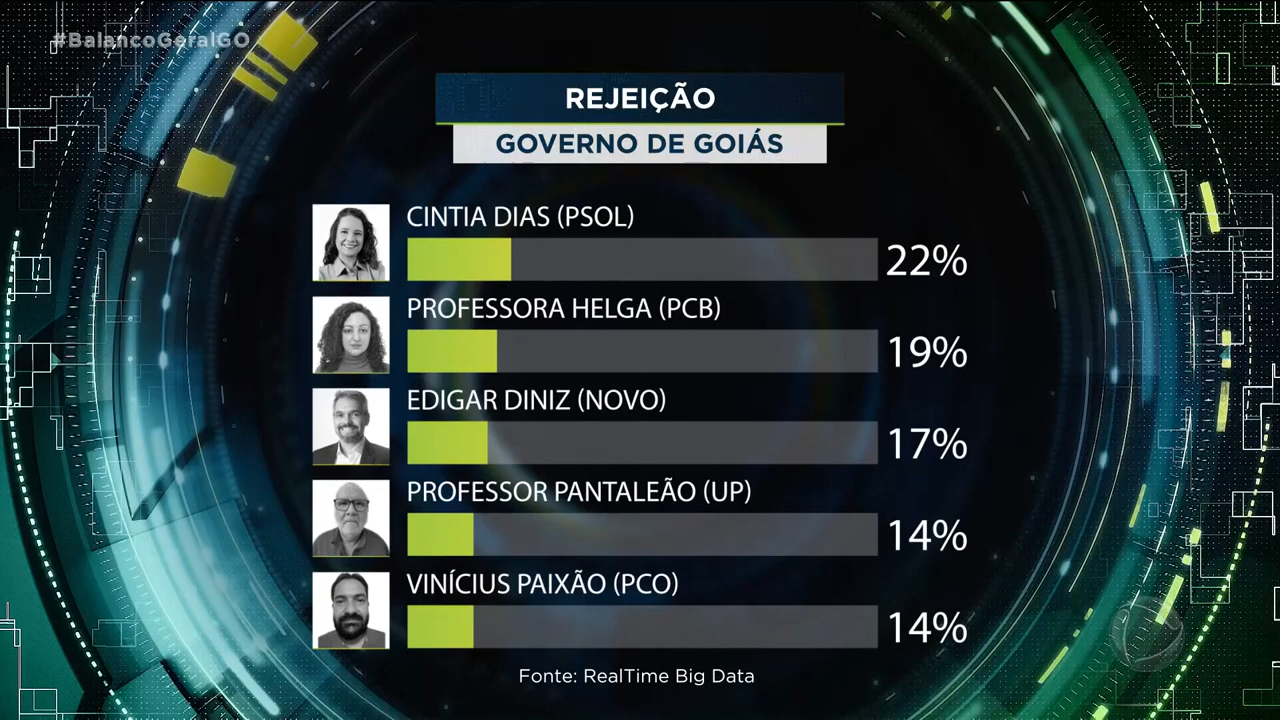 #BalancoGeralGO
REJEIÇÃO
GOVERNO DE GOIÁS
CINTIA DIAS (PSOL)
22%
PROFESSORA HELGA (PCB)
19%
EDIGAR DINIZ (NOVO)
17%
PROFESSOR PANTALEÃO (UP)
14%
VINÍCIUS PAIXÃO (PCO)
14%
Fonte: RealTime Big Data